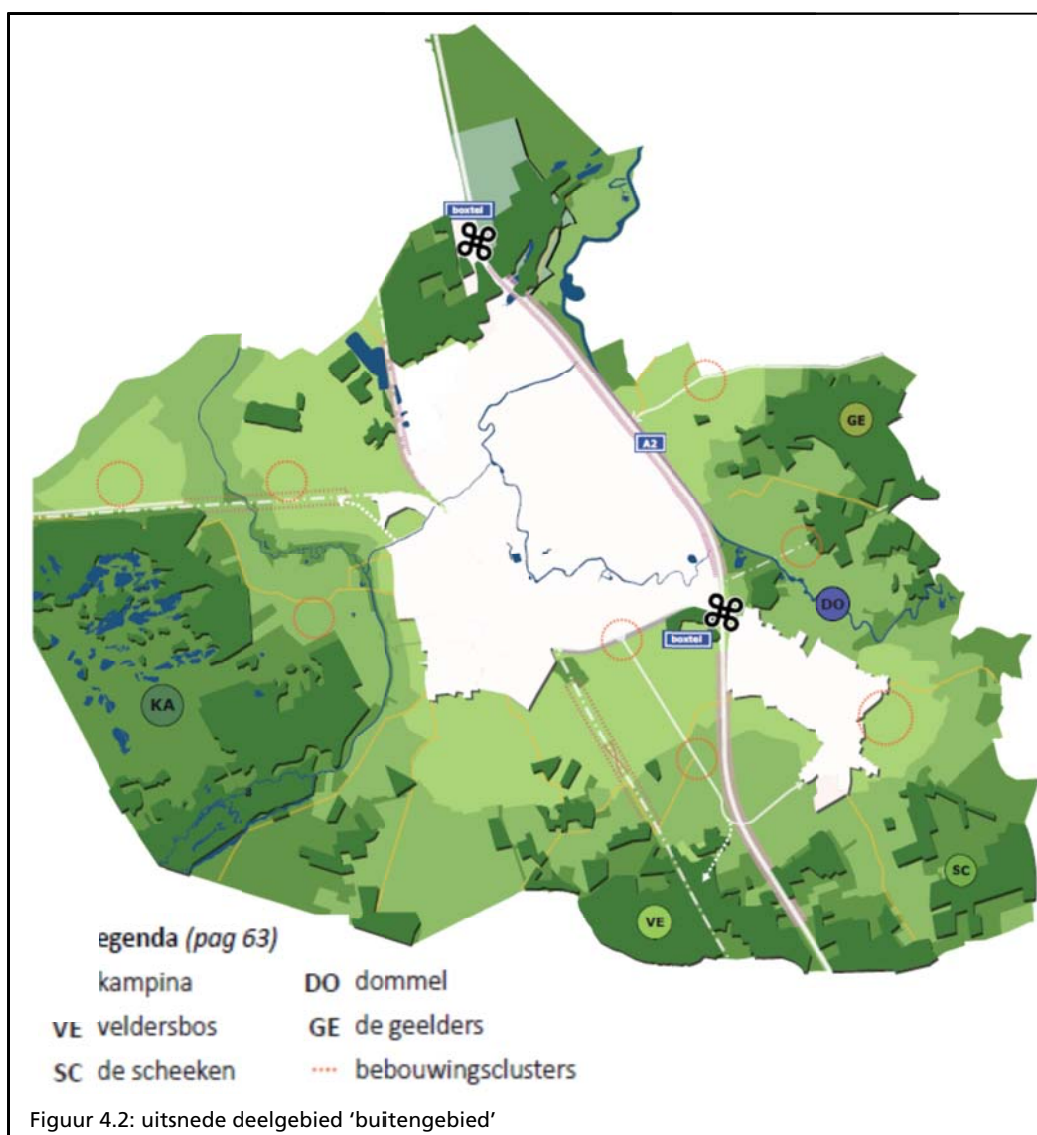 boxtel
A2
GE
DO
boxtel
KA
SC
VE
egenda (pag 63)
kampina
DO dommel
VE veldersbos
GE de geelders
SC de scheeken
bebouwingsclusters
Figuur 4.2: uitsnede deelgebied ‘buitengebied’